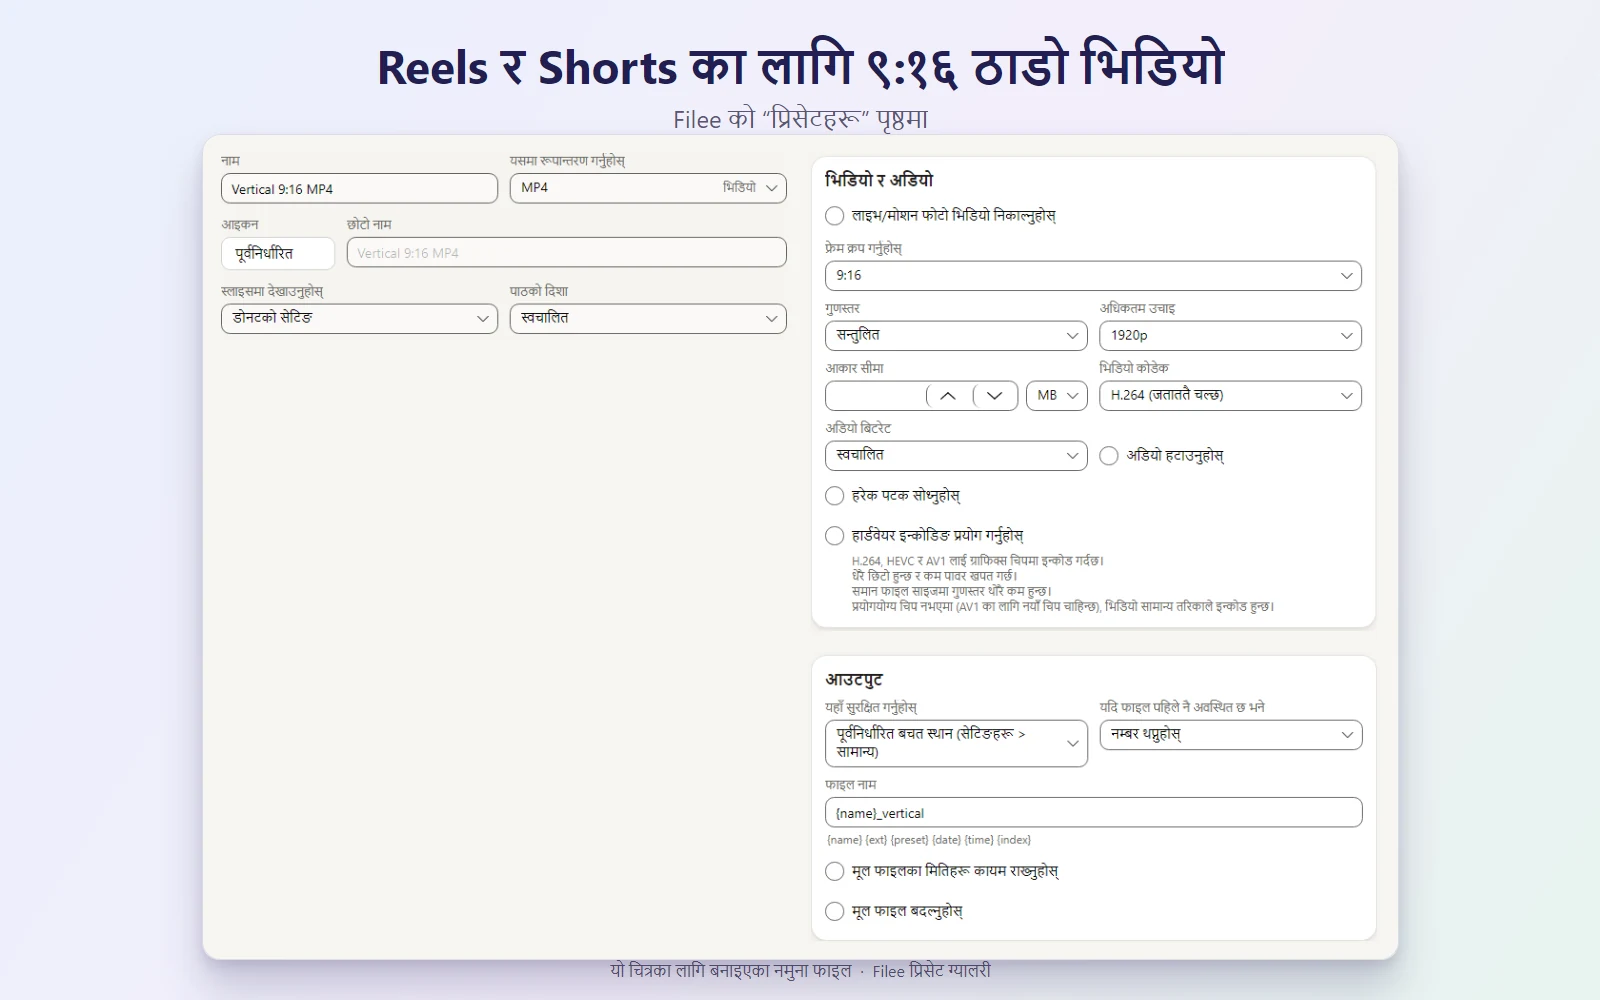 Reels र Shorts का लागि ९:१६ ठाडो भिडियो
Filee को “प्रिसेटहरू” पृष्ठमा
नाम
यसमा रूपान्तरण गर्नुहोस्
Vertical 9:16 MP4
MP4 भिडियो
आइकन
छोटो नाम
पूर्वनिर्धारित
Vertical 9:16 MP4
स्लाइसमा देखाउनुहोस्
पाठको दिशा
डोनटको सेटिङ
स्वचालित
भिडियो र अडियो
लाइभ/मोशन फोटो भिडियो निकाल्नुहोस्
फ्रेम क्रप गर्नुहोस्
9:16
गुणस्तर
अधिकतम उचाइ
सन्तुलित
1920p
आकार सीमा
भिडियो कोडेक
MB
H.264 (जताततै चल्छ)
अडियो बिटरेट
स्वचालित
अडियो हटाउनुहोस्
हरेक पटक सोध्नुहोस्
हार्डवेयर इन्कोडिङ प्रयोग गर्नुहोस्
H.264, HEVC र AV1 लाई ग्राफिक्स चिपमा इन्कोड गर्दछ।
धेरै छिटो हुन्छ र कम पावर खपत गर्छ।
समान फाइल साइजमा गुणस्तर थोरै कम हुन्छ।
प्रयोगयोग्य चिप नभएमा (AV1 का लागि नयाँ चिप चाहिन्छ), भिडियो सामान्य तरिकाले इन्कोड हुन्छ।
आउटपुट
यहाँ सुरक्षित गर्नुहोस्
यदि फाइल पहिले नै अवस्थित छ भने
पूर्वनिर्धारित बचत स्थान (सेटिङहरू >
सामान्य)
नम्बर थप्नुहोस्
फाइल नाम
{name}_vertical
{name} {ext} {preset} {date} {time} {index}
मूल फाइलका मितिहरू कायम राख्नुहोस्
मूल फाइल बदल्नुहोस्
यो चित्रका लागि बनाइएका नमुना फाइल · Filee प्रिसेट ग्यालरी